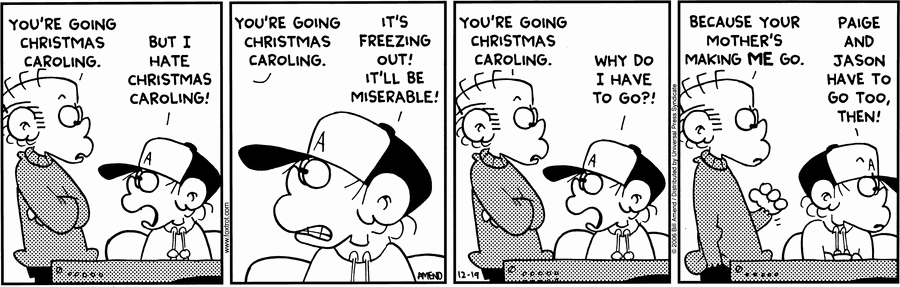 YOU'RE GOING
CHRISTMAS
CAROLING.
BUT I
HATE
CHRISTMAS
CAROLING!
A
www.foxtrot.com
YOU'RE GOING
CHRISTMAS
CAROLING.
IT'S
FREEZING
OUT!
IT'LL BE
MISERABLE!
A
AMEND
YOU'RE GOING
CHRISTMAS
CAROLING.
WHY DO
I HAVE
TO GO?!
A
12-19
© 2006 Bill Amend / Distributed by Universal Press Syndicate
BECAUSE YOUR
MOTHER'S
MAKING ME GO.
PAIGE
AND
JASON
HAVE TO
GO TOO,
THEN!
A